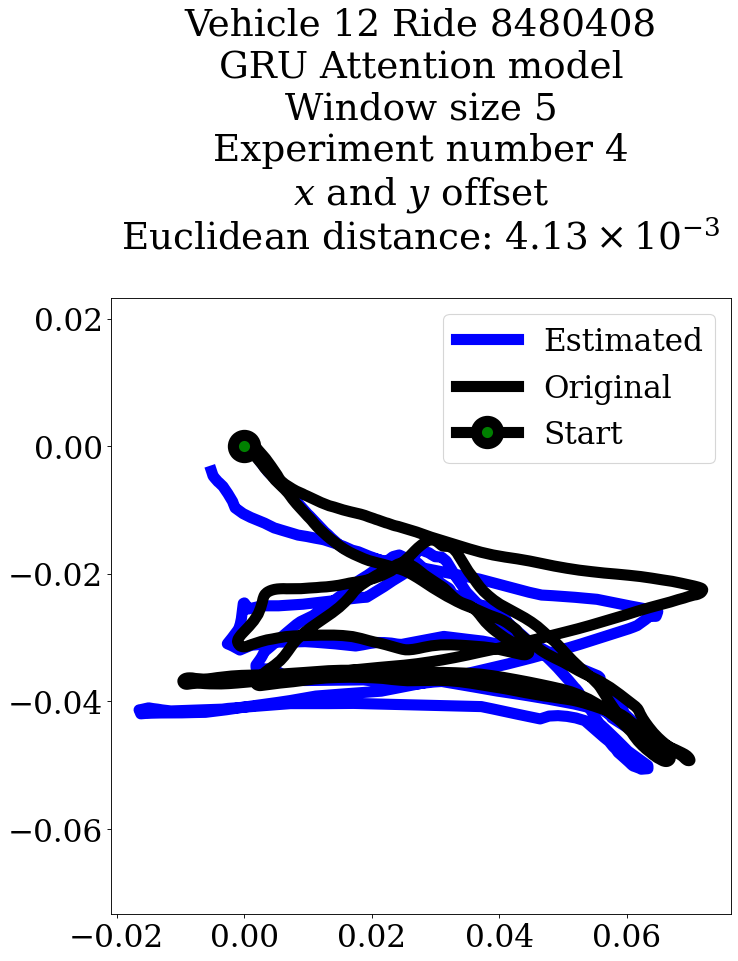 Vehicle 12 Ride 8480408
GRU Attention model
Window size 5
Experiment number 4
x and y offset
Euclidean distance: 4.13 × 10⁻³
Estimated
Original
Start
0.02
0.00
−0.02
−0.04
−0.06
−0.02 0.00 0.02 0.04 0.06